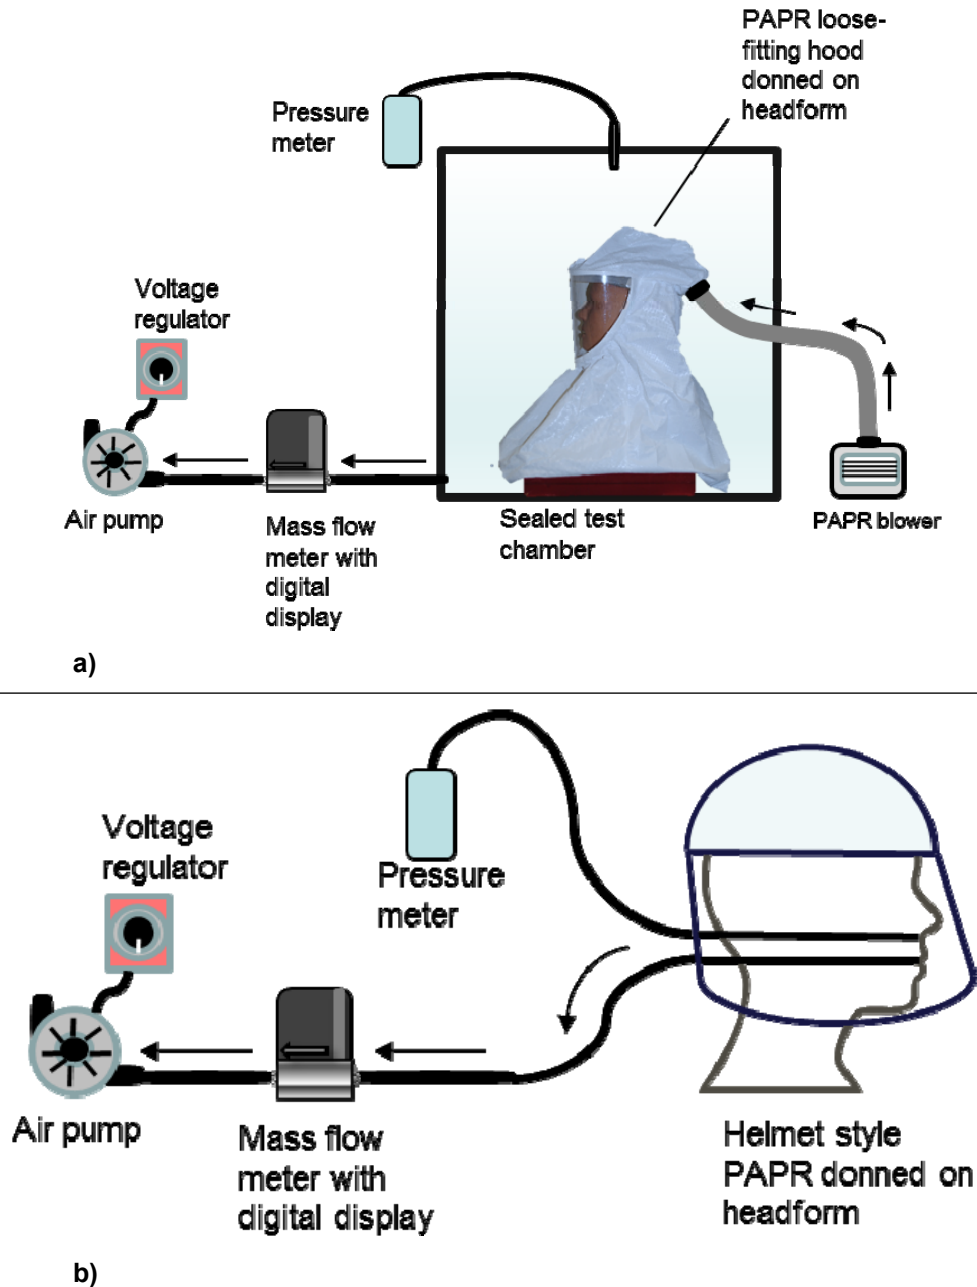 PAPR loose-
fitting hood
donned on
headform
Pressure
meter
Voltage
regulator
Air pump
Mass flow
meter with
digital
display
Sealed test
chamber
PAPR blower
a)
Voltage
regulator
Pressure
meter
Air pump
Mass flow
meter with
digital display
Helmet style
PAPR donned on
headform
b)